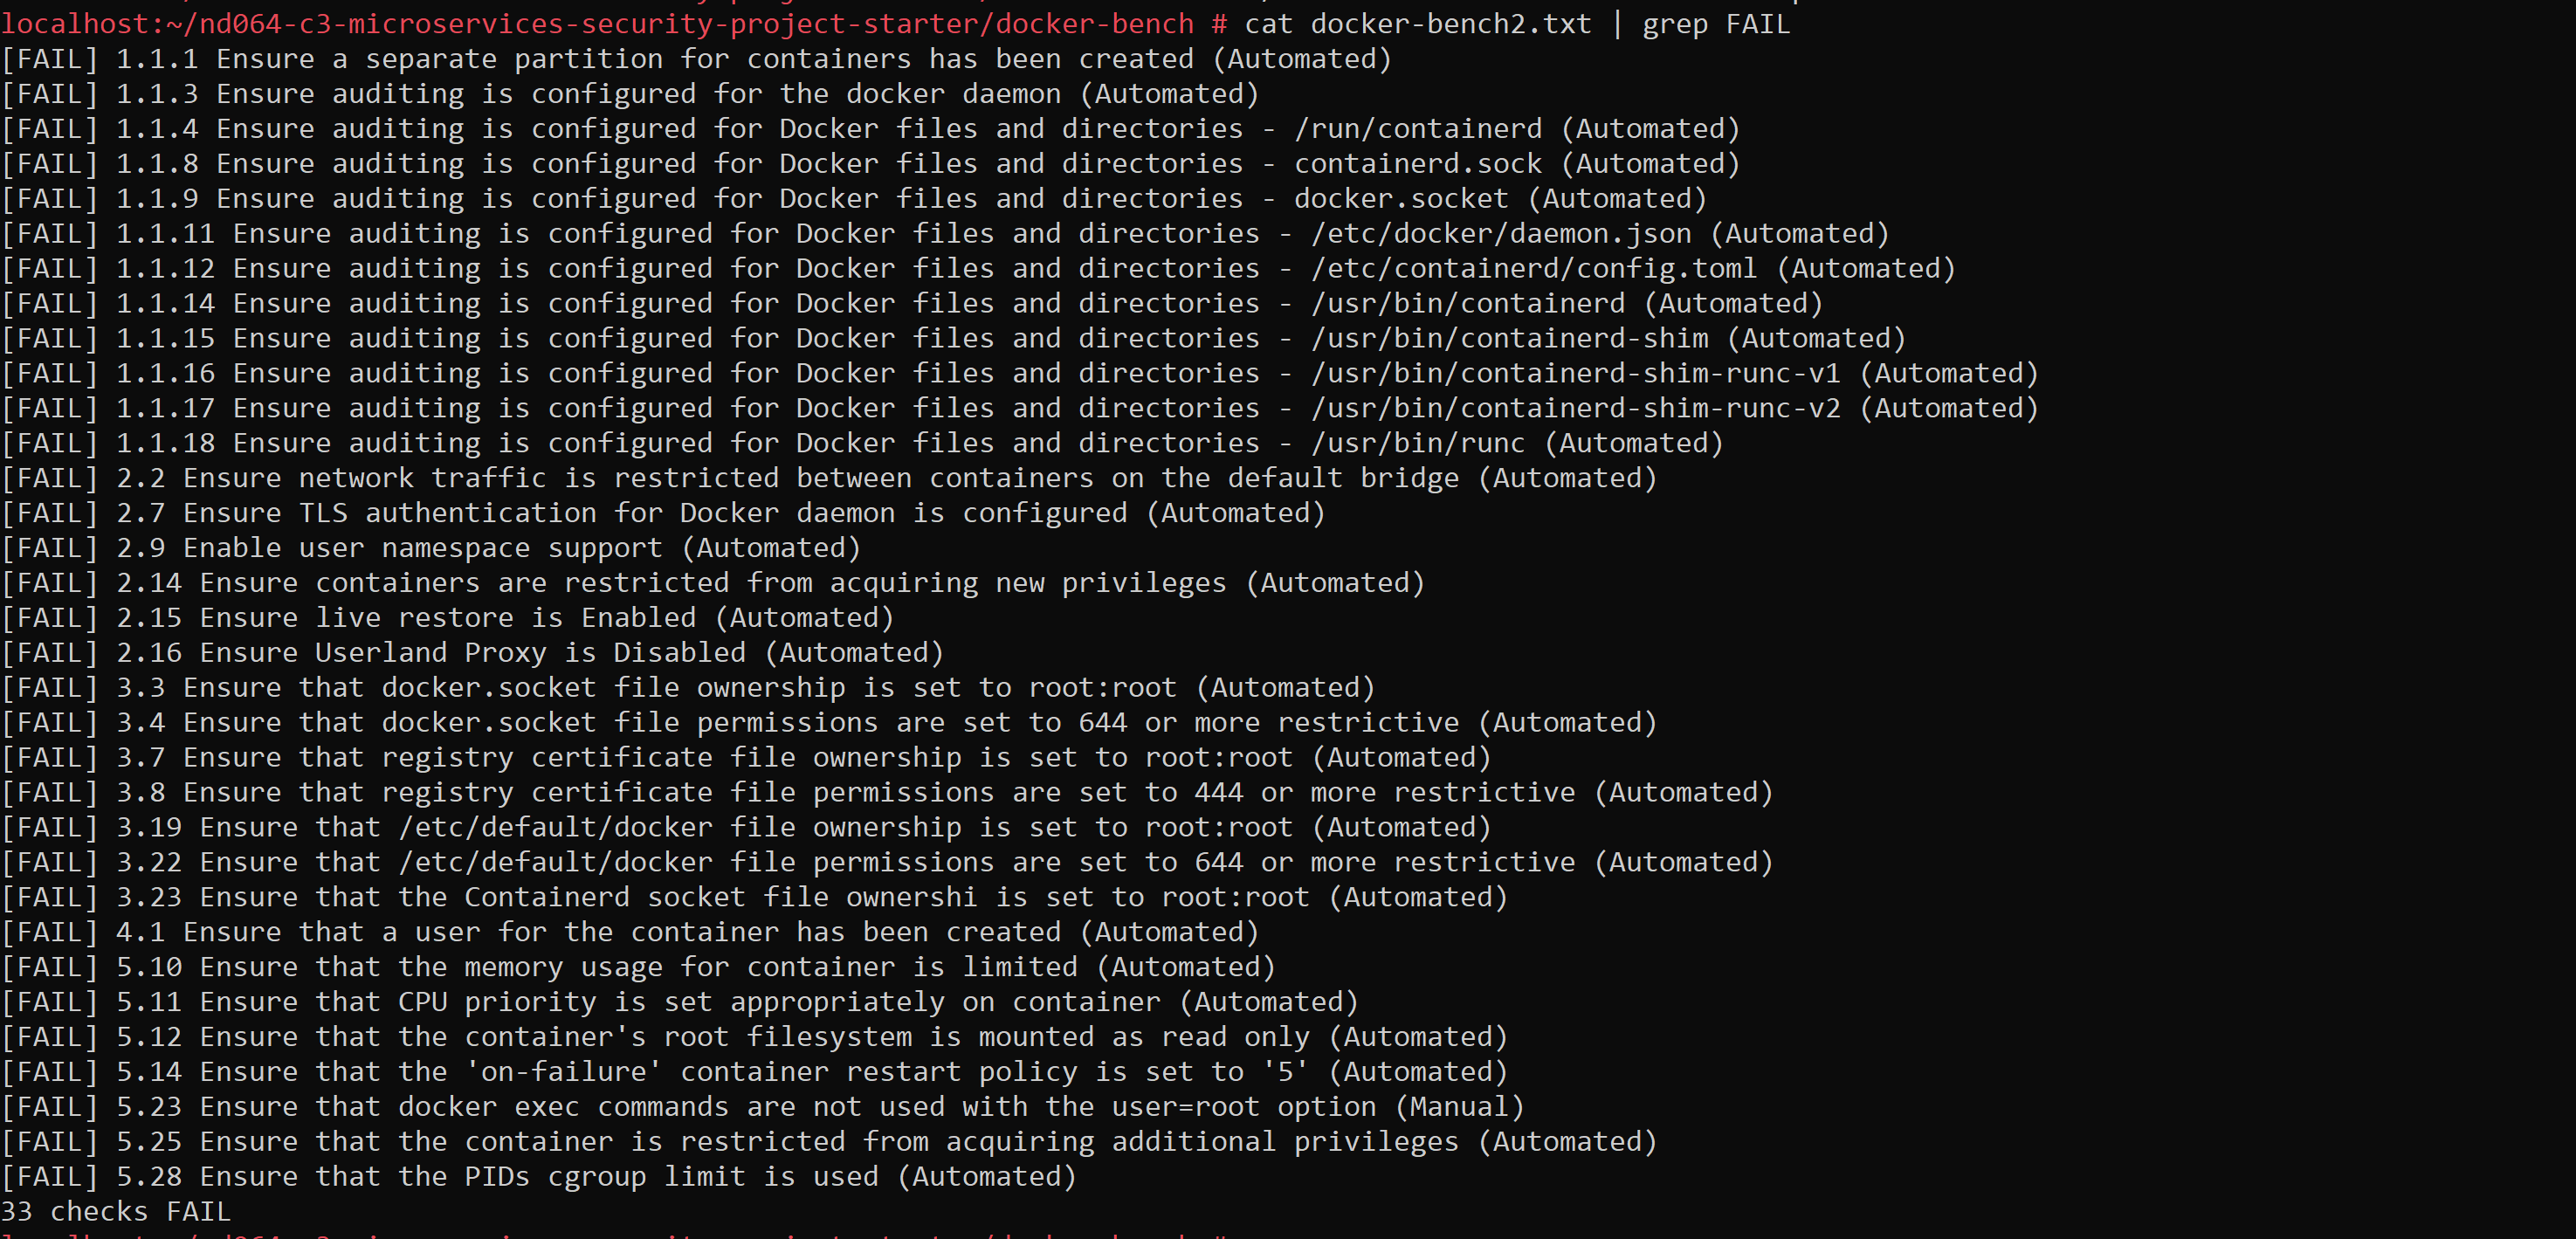 localhost:~/nd064-c3-microservices-security-project-starter/docker-bench # cat docker-bench2.txt | grep FAIL
[FAIL] 1.1.1 Ensure a separate partition for containers has been created (Automated)
[FAIL] 1.1.3 Ensure auditing is configured for the docker daemon (Automated)
[FAIL] 1.1.4 Ensure auditing is configured for Docker files and directories - /run/containerd (Automated)
[FAIL] 1.1.8 Ensure auditing is configured for Docker files and directories - containerd.sock (Automated)
[FAIL] 1.1.9 Ensure auditing is configured for Docker files and directories - docker.socket (Automated)
[FAIL] 1.1.11 Ensure auditing is configured for Docker files and directories - /etc/docker/daemon.json (Automated)
[FAIL] 1.1.12 Ensure auditing is configured for Docker files and directories - /etc/containerd/config.toml (Automated)
[FAIL] 1.1.14 Ensure auditing is configured for Docker files and directories - /usr/bin/containerd (Automated)
[FAIL] 1.1.15 Ensure auditing is configured for Docker files and directories - /usr/bin/containerd-shim (Automated)
[FAIL] 1.1.16 Ensure auditing is configured for Docker files and directories - /usr/bin/containerd-shim-runc-v1 (Automated)
[FAIL] 1.1.17 Ensure auditing is configured for Docker files and directories - /usr/bin/containerd-shim-runc-v2 (Automated)
[FAIL] 1.1.18 Ensure auditing is configured for Docker files and directories - /usr/bin/runc (Automated)
[FAIL] 2.2 Ensure network traffic is restricted between containers on the default bridge (Automated)
[FAIL] 2.7 Ensure TLS authentication for Docker daemon is configured (Automated)
[FAIL] 2.9 Enable user namespace support (Automated)
[FAIL] 2.14 Ensure containers are restricted from acquiring new privileges (Automated)
[FAIL] 2.15 Ensure live restore is Enabled (Automated)
[FAIL] 2.16 Ensure Userland Proxy is Disabled (Automated)
[FAIL] 3.3 Ensure that docker.socket file ownership is set to root:root (Automated)
[FAIL] 3.4 Ensure that docker.socket file permissions are set to 644 or more restrictive (Automated)
[FAIL] 3.7 Ensure that registry certificate file ownership is set to root:root (Automated)
[FAIL] 3.8 Ensure that registry certificate file permissions are set to 444 or more restrictive (Automated)
[FAIL] 3.19 Ensure that /etc/default/docker file ownership is set to root:root (Automated)
[FAIL] 3.22 Ensure that /etc/default/docker file permissions are set to 644 or more restrictive (Automated)
[FAIL] 3.23 Ensure that the Containerd socket file ownershi is set to root:root (Automated)
[FAIL] 4.1 Ensure that a user for the container has been created (Automated)
[FAIL] 5.10 Ensure that the memory usage for container is limited (Automated)
[FAIL] 5.11 Ensure that CPU priority is set appropriately on container (Automated)
[FAIL] 5.12 Ensure that the container's root filesystem is mounted as read only (Automated)
[FAIL] 5.14 Ensure that the 'on-failure' container restart policy is set to '5' (Automated)
[FAIL] 5.23 Ensure that docker exec commands are not used with the user=root option (Manual)
[FAIL] 5.25 Ensure that the container is restricted from acquiring additional privileges (Automated)
[FAIL] 5.28 Ensure that the PIDs cgroup limit is used (Automated)
33 checks FAIL